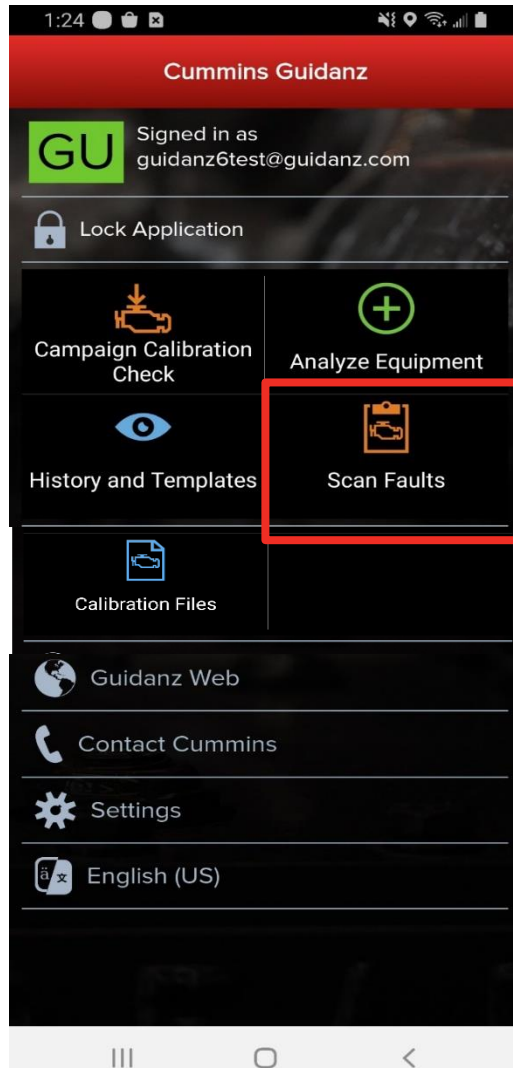 1:24
Cummins Guidanz
GU
Signed in as
guidanz6test@guidanz.com
Lock Application
Campaign Calibration
Check
Analyze Equipment
History and Templates
Scan Faults
Calibration Files
Guidanz Web
Contact Cummins
Settings
ä 文
English (US)